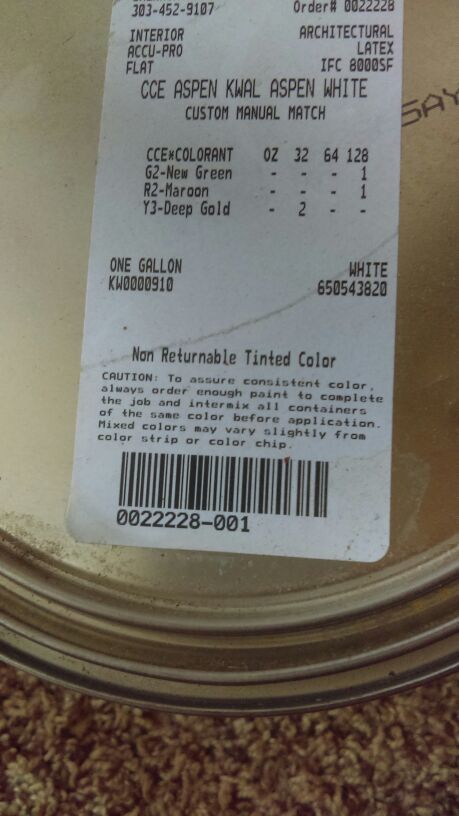 303-452-9107 Order# 0022228
INTERIOR ARCHITECTURAL
ACCU-PRO LATEX
FLAT IFC 8000SF
CCE ASPEN KWAL ASPEN WHITE
CUSTOM MANUAL MATCH
CCE*COLORANT OZ 32 64 128
G2-New Green - - - 1
R2-Maroon - - - 1
Y3-Deep Gold - 2 - -
ONE GALLON WHITE
KW0000910 650543820
Non Returnable Tinted Color
CAUTION: To assure consistent color,
always order enough paint to complete
the job and intermix all containers
of the same color before application.
Mixed colors may vary slightly from
color strip or color chip.
0022228-001